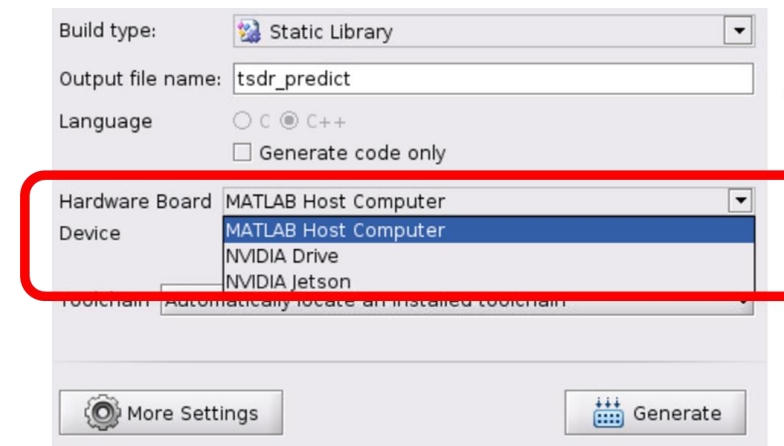 Build type: Static Library
Output file name: tsdr_predict
Language C C++
Generate code only
Hardware Board MATLAB Host Computer
Device MATLAB Host Computer
NVIDIA Drive
NVIDIA Jetson
Toolchain Automatically locate an installed toolchain
More Settings Generate